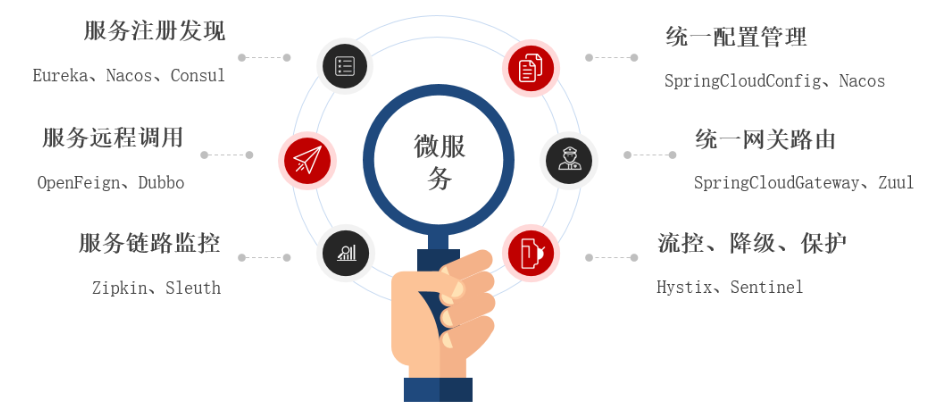 服务注册发现
Eureka、Nacos、Consul
服务远程调用
OpenFeign、Dubbo
服务链路监控
Zipkin、Sleuth
微服
务
统一配置管理
SpringCloudConfig、Nacos
统一网关路由
SpringCloudGateway、Zuul
流控、降级、保护
Hystix、Sentinel